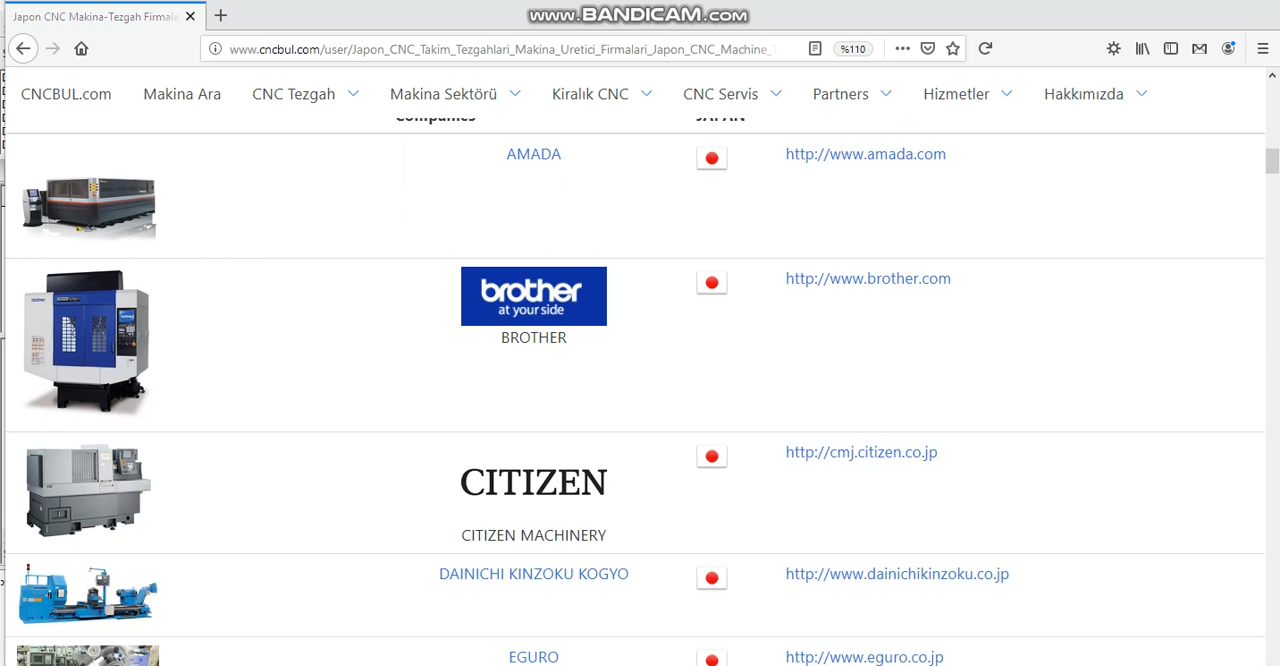 www.BANDICAM.com
Japon CNC Makina-Tezgah Firmala
www.cncbul.com/user/Japon_CNC_Takim_Tezgahlari_Makina_Uretici_Firmalari_Japon_CNC_Machine_T
%110
CNCBUL.com Makina Ara CNC Tezgah Makina Sektörü Kiralık CNC CNC Servis Partners Hizmetler Hakkımızda
Companies JAPAN
AMADA http://www.amada.com
brother http://www.brother.com
at your side
BROTHER
CITIZEN http://cmj.citizen.co.jp
CITIZEN MACHINERY
DAINICHI KINZOKU KOGYO http://www.dainichikinzoku.co.jp
EGURO http://www.eguro.co.jp